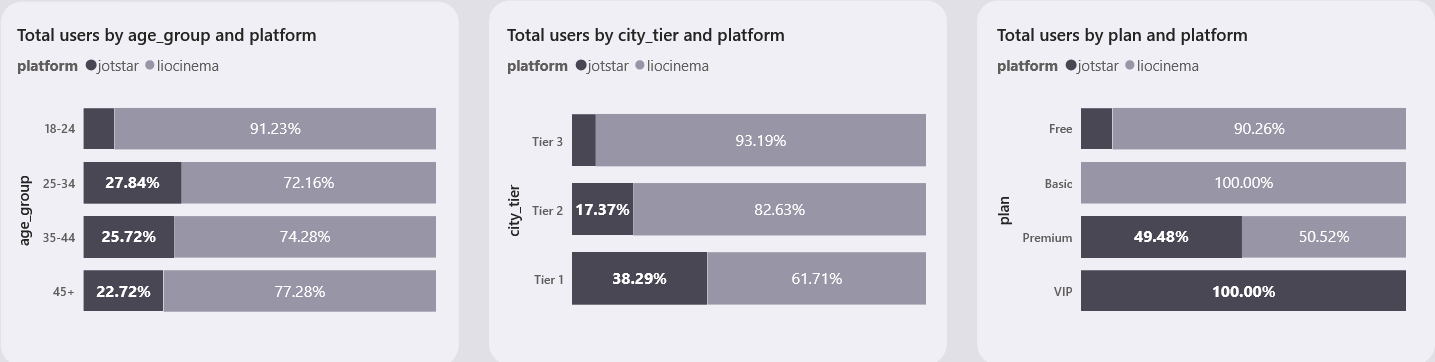 Total users by age_group and platform
platform jotstar liocinema
18-24 91.23%
25-34 27.84% 72.16%
35-44 25.72% 74.28%
45+ 22.72% 77.28%
age_group
Total users by city_tier and platform
platform jotstar liocinema
Tier 3 93.19%
Tier 2 17.37% 82.63%
Tier 1 38.29% 61.71%
city_tier
Total users by plan and platform
platform jotstar liocinema
Free 90.26%
Basic 100.00%
Premium 49.48% 50.52%
VIP 100.00%
plan